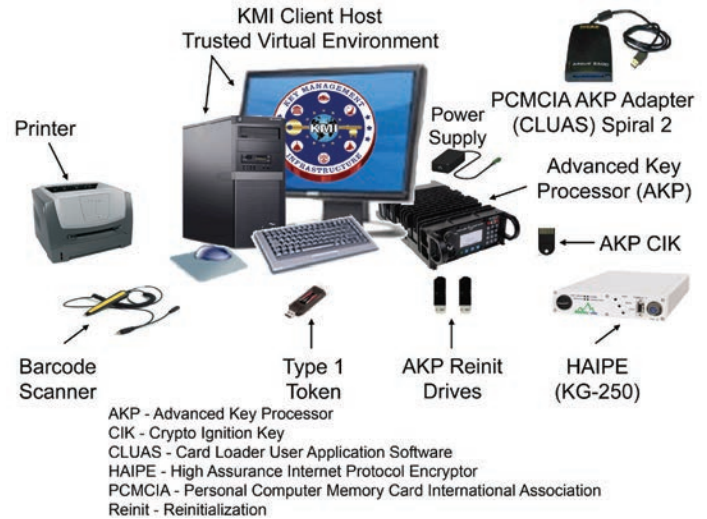 KMI Client Host
Trusted Virtual Environment
PCMCIA AKP Adapter
(CLUAS) Spiral 2
Printer
KEY MANAGEMENT
KMI
INFRASTRUCTURE
Power
Supply
Advanced Key
Processor (AKP)
AKP CIK
Barcode
Scanner
Type 1
Token
AKP Reinit
Drives
HAIPE
(KG-250)
AKP - Advanced Key Processor
CIK - Crypto Ignition Key
CLUAS - Card Loader User Application Software
HAIPE - High Assurance Internet Protocol Encryptor
PCMCIA - Personal Computer Memory Card International Association
Reinit - Reinitialization